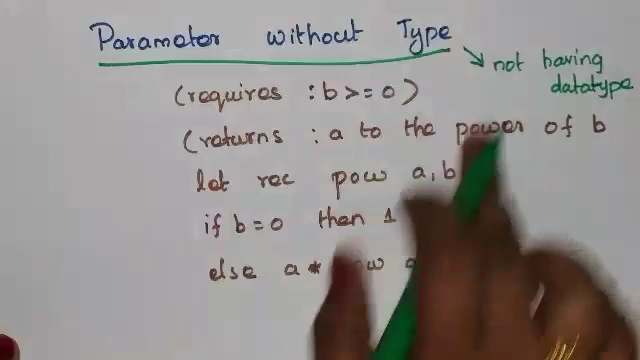 Parameter without Type
not having
datatype
(requires : b >= 0)
(returns : a to the power of b
let rec pow a, b
if b = 0 then 1
else a *